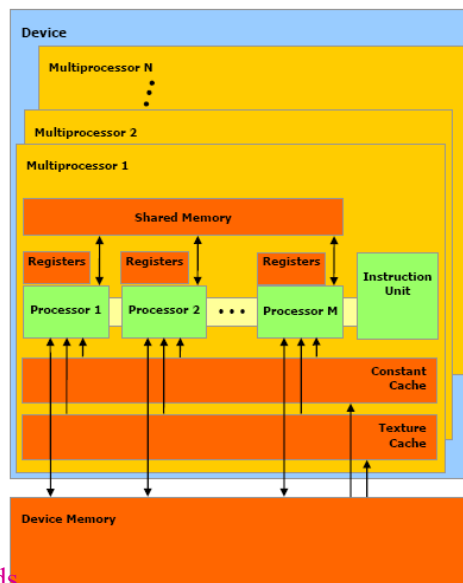 Device
Multiprocessor N
Multiprocessor 2
Multiprocessor 1
Shared Memory
Registers
Registers
Registers
Instruction
Unit
Processor 1
Processor 2
• • •
Processor M
Constant
Cache
Texture
Cache
Device Memory